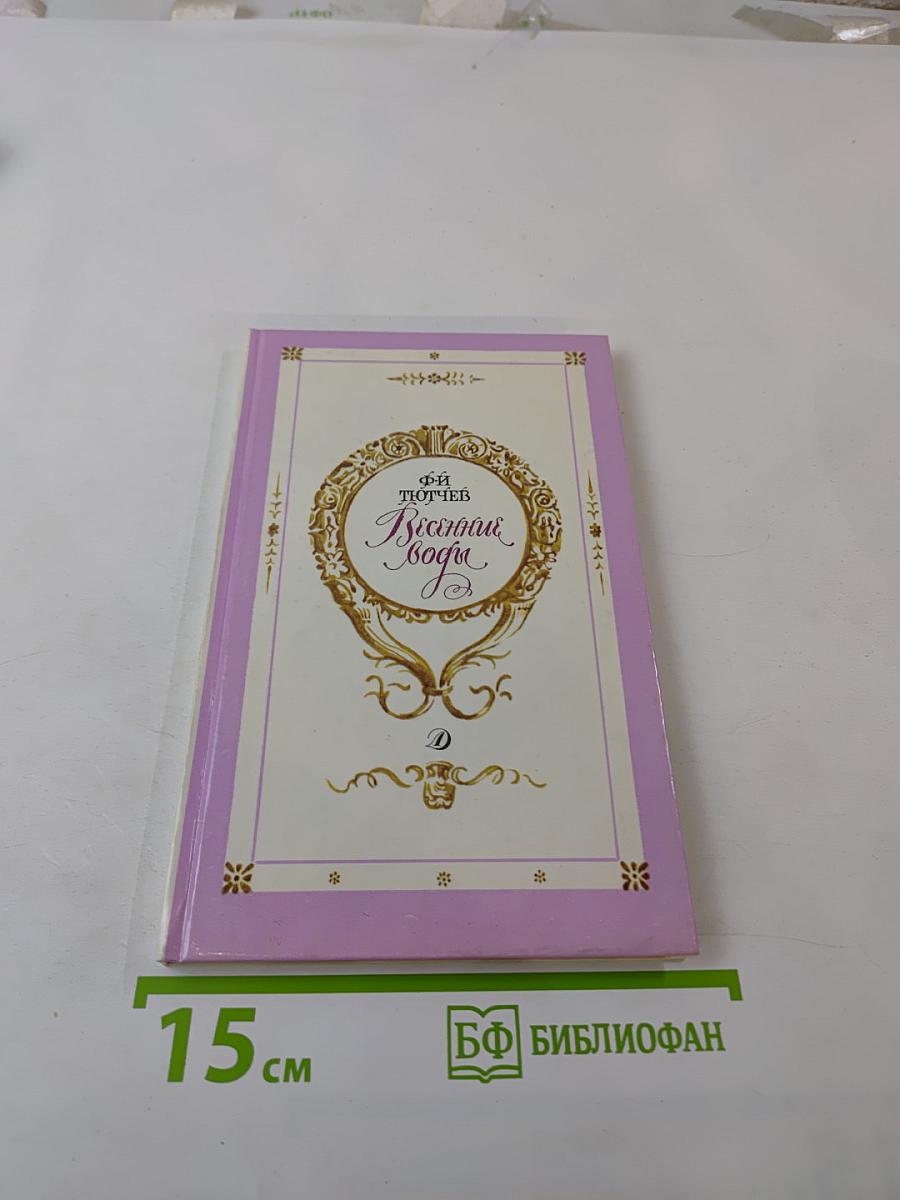 Ф·И
ТЮТЧЕВ
Весенние
воды
Д
15 см
БФ БИБЛИОФАН